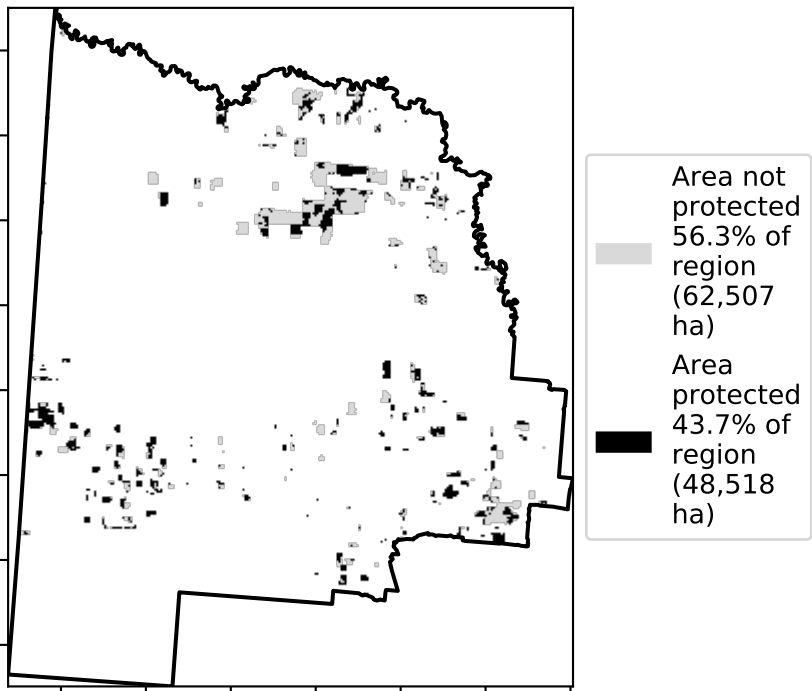 Area not
protected
56.3% of
region
(62,507
ha)
Area
protected
43.7% of
region
(48,518
ha)